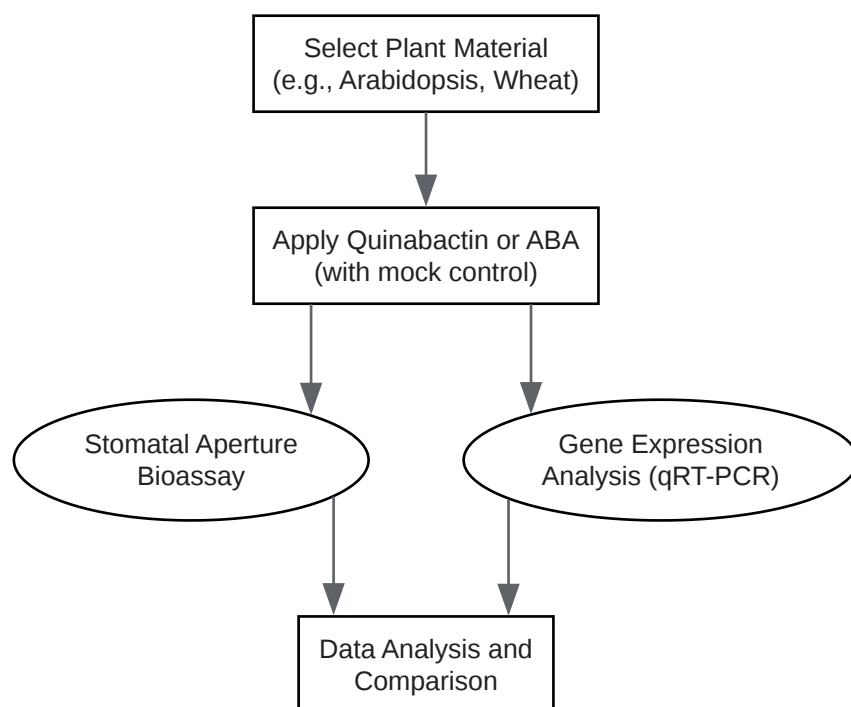 Select Plant Material
(e.g., Arabidopsis, Wheat)
Apply Quinabactin or ABA
(with mock control)
Stomatal Aperture
Bioassay
Gene Expression
Analysis (qRT-PCR)
Data Analysis and
Comparison